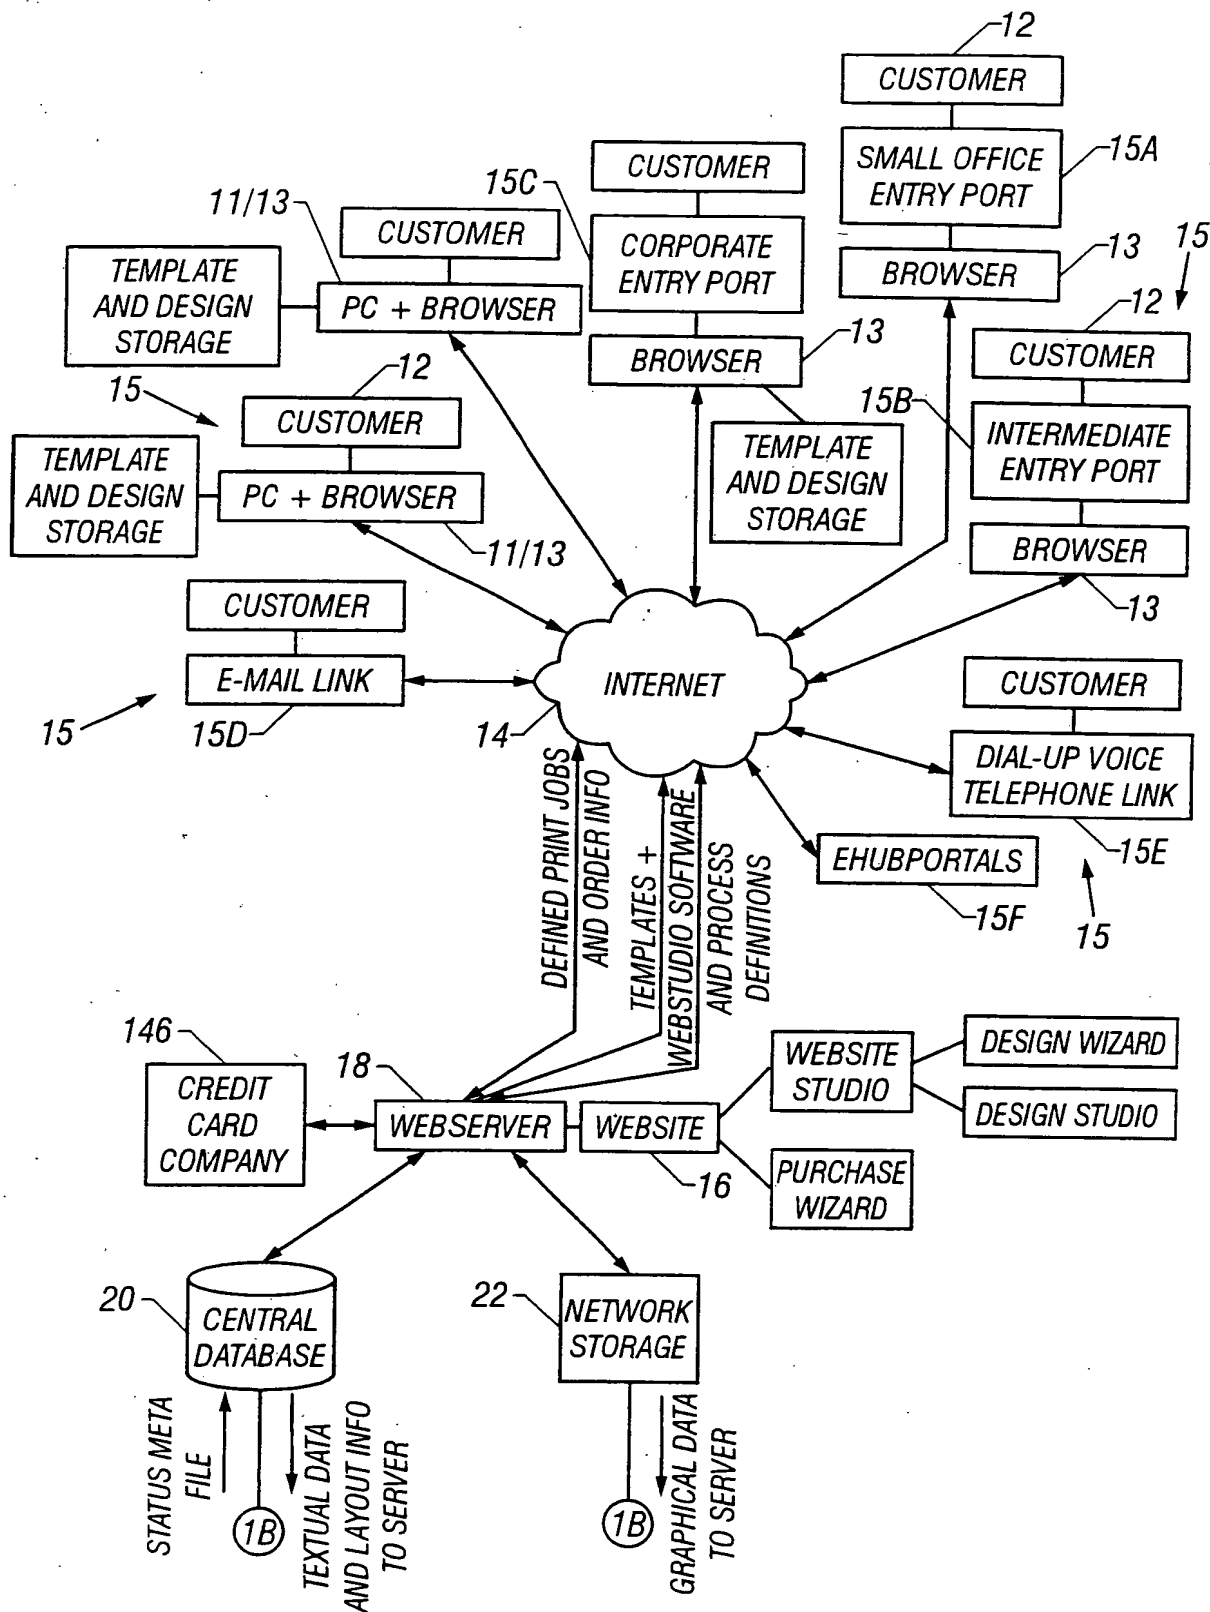 12
CUSTOMER
SMALL OFFICE
ENTRY PORT
15A
BROWSER
13
15
12
CUSTOMER
15B
INTERMEDIATE
ENTRY PORT
BROWSER
13
CUSTOMER
15C
CORPORATE
ENTRY PORT
BROWSER
13
TEMPLATE
AND DESIGN
STORAGE
11/13
CUSTOMER
TEMPLATE
AND DESIGN
STORAGE
PC + BROWSER
15
12
CUSTOMER
TEMPLATE
AND DESIGN
STORAGE
PC + BROWSER
11/13
CUSTOMER
E-MAIL LINK
15D
15
INTERNET
14
CUSTOMER
DIAL-UP VOICE
TELEPHONE LINK
15E
15
EHUBPORTALS
15F
DEFINED PRINT JOBS
AND ORDER INFO
TEMPLATES +
WEBSTUDIO SOFTWARE
AND PROCESS
DEFINITIONS
146
CREDIT
CARD
COMPANY
18
WEBSERVER
WEBSITE
16
WEBSITE
STUDIO
DESIGN WIZARD
DESIGN STUDIO
PURCHASE
WIZARD
20
CENTRAL
DATABASE
22
NETWORK
STORAGE
STATUS META
FILE
1B
TEXTUAL DATA
AND LAYOUT INFO
TO SERVER
1B
GRAPHICAL DATA
TO SERVER